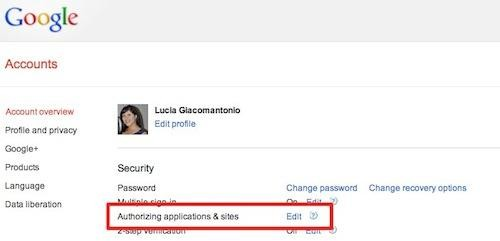 Google
Accounts
Account overview
Profile and privacy
Google+
Products
Language
Data liberation
Lucia Giacomantonio
Edit profile
Security
Password Change password Change recovery options
Multiple sign-in On Edit ?
Authorizing applications & sites Edit ?
2-step verification Off Edit ?